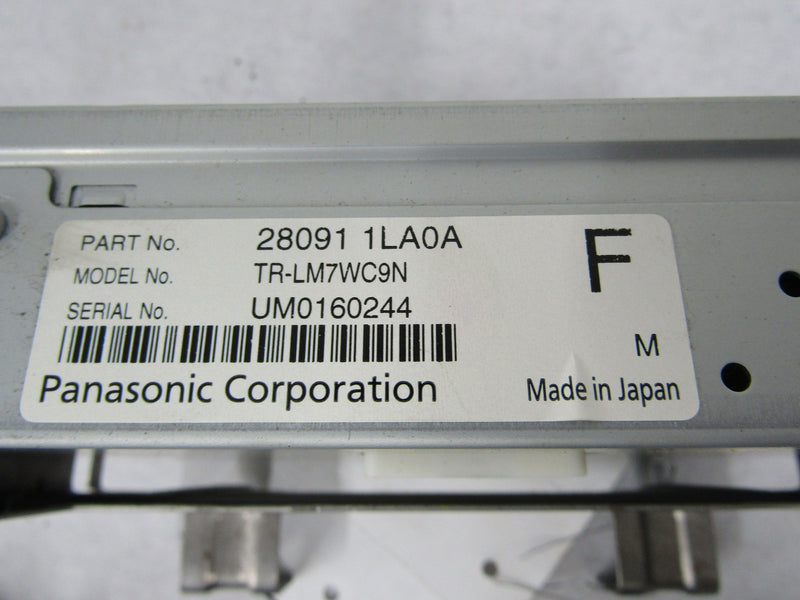 PART No. 28091 1LA0A
F
MODEL No. TR-LM7WC9N
SERIAL No. UM0160244
M
Panasonic Corporation
Made in Japan